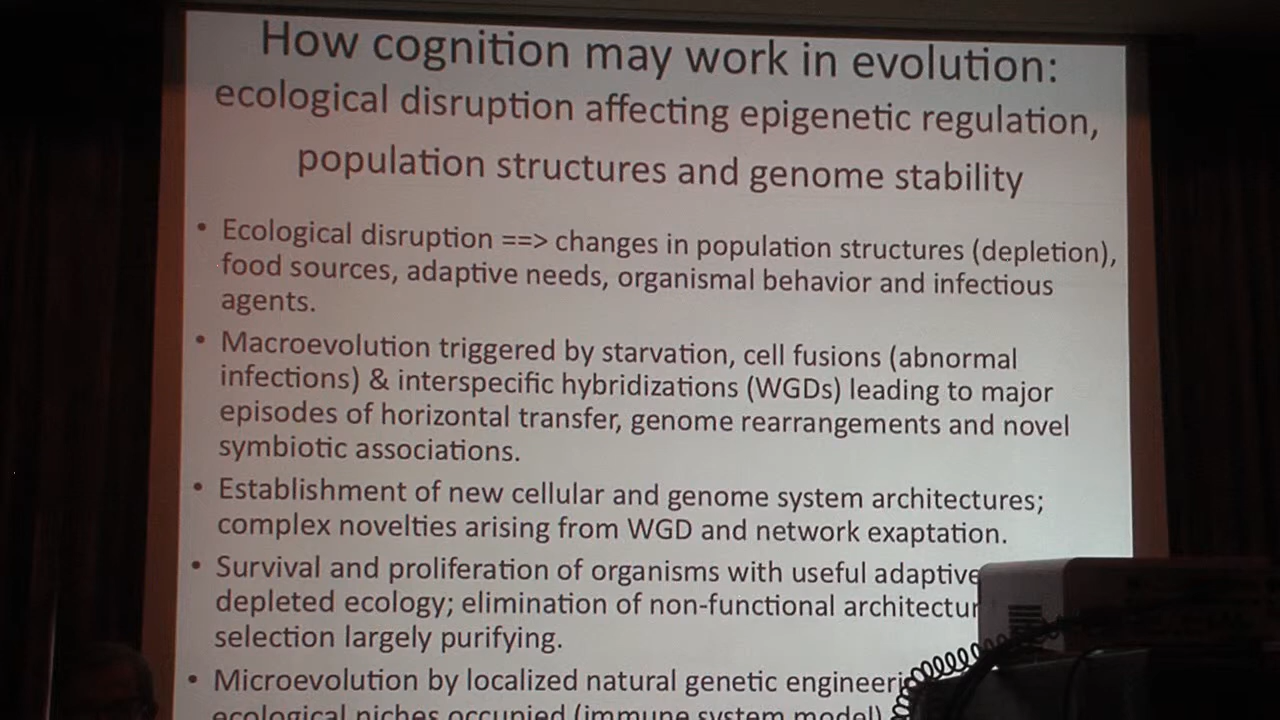 How cognition may work in evolution:
ecological disruption affecting epigenetic regulation,
population structures and genome stability
• Ecological disruption ==> changes in population structures (depletion),
food sources, adaptive needs, organismal behavior and infectious
agents.
• Macroevolution triggered by starvation, cell fusions (abnormal
infections) & interspecific hybridizations (WGDs) leading to major
episodes of horizontal transfer, genome rearrangements and novel
symbiotic associations.
• Establishment of new cellular and genome system architectures;
complex novelties arising from WGD and network exaptation.
• Survival and proliferation of organisms with useful adaptive
depleted ecology; elimination of non-functional
selection largely purifying.
• Microevolution by localized natural genetic
ecological niches occupied (immune system model)